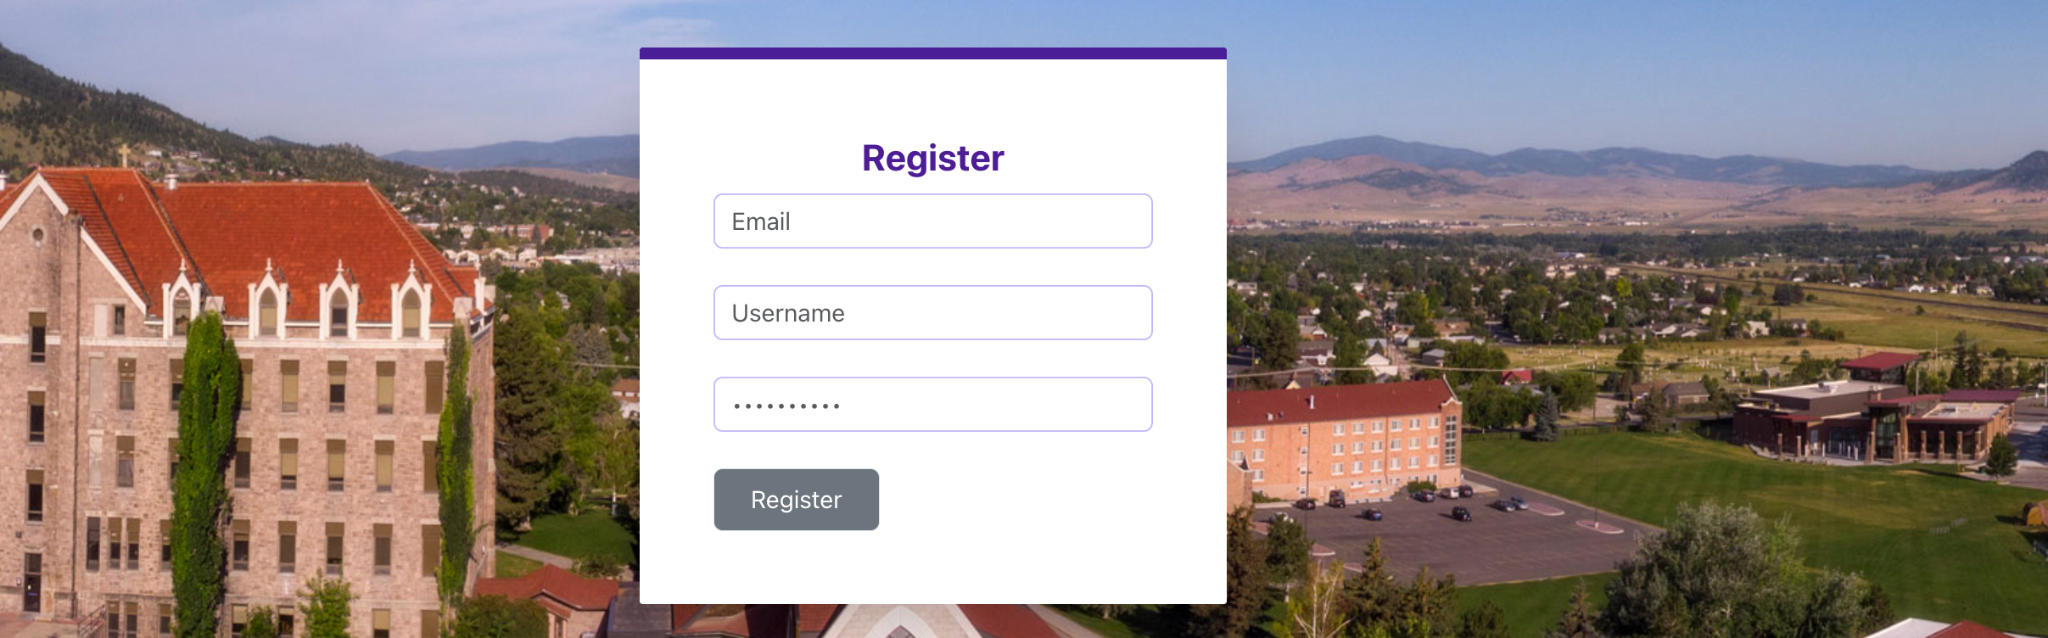 Register
Email
Username
••••••••••
Register